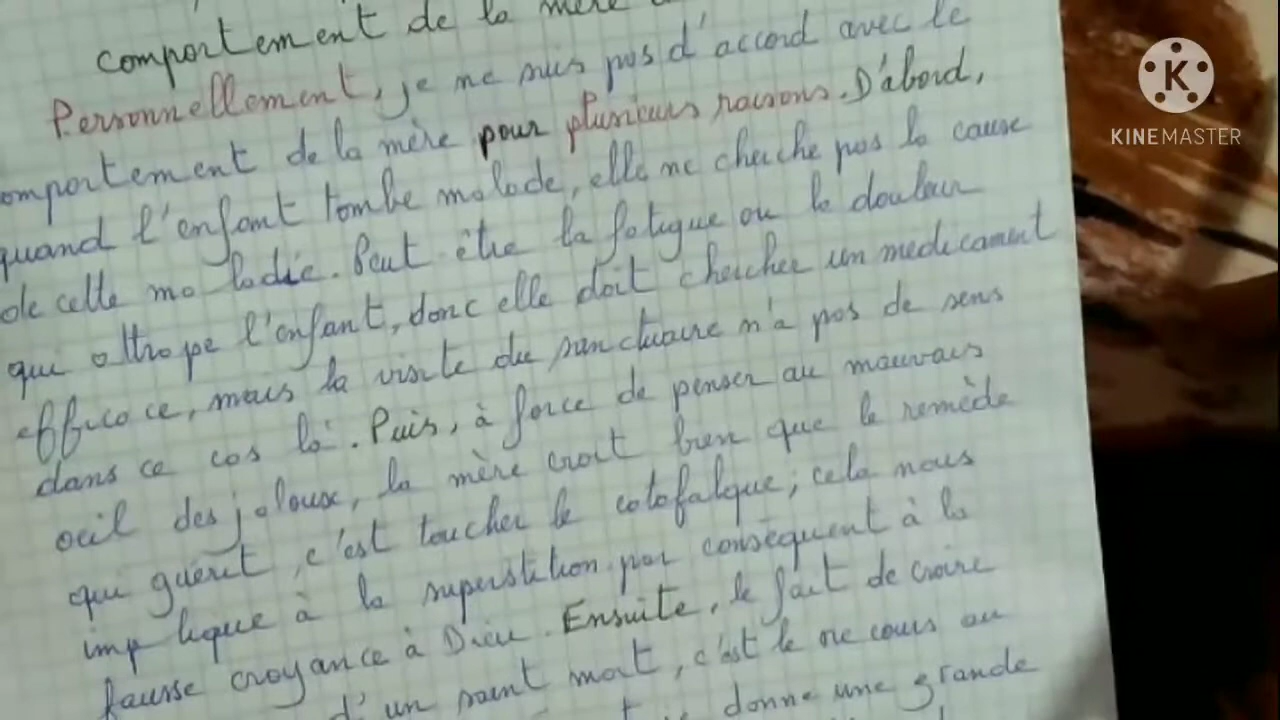 comportement de la mère
Personnellement, je ne suis pas d'accord avec le
omportement de la mère pour plusieurs raisons. D'abord,
quand l'enfant tombe malade, elle ne cherche pas la cause
de cette maladie. Peut être la fatigue ou la douleur
qui attrape l'enfant, donc elle doit chercher un medicament
efficace, mais la visite du sanctuaire n'a pas de sens
dans ce cas là. Puis, à force de penser au mauvais
oeil des jaloux, la mère croit bien que le remède
qui guérit, c'est toucher le catafalque; cela nous
implique à la superstition par conséquent à la
fausse croyance à Dieu. Ensuite, le fait de croire
d'un saint mort, c'est le recours au
donne une grande
KINEMASTER